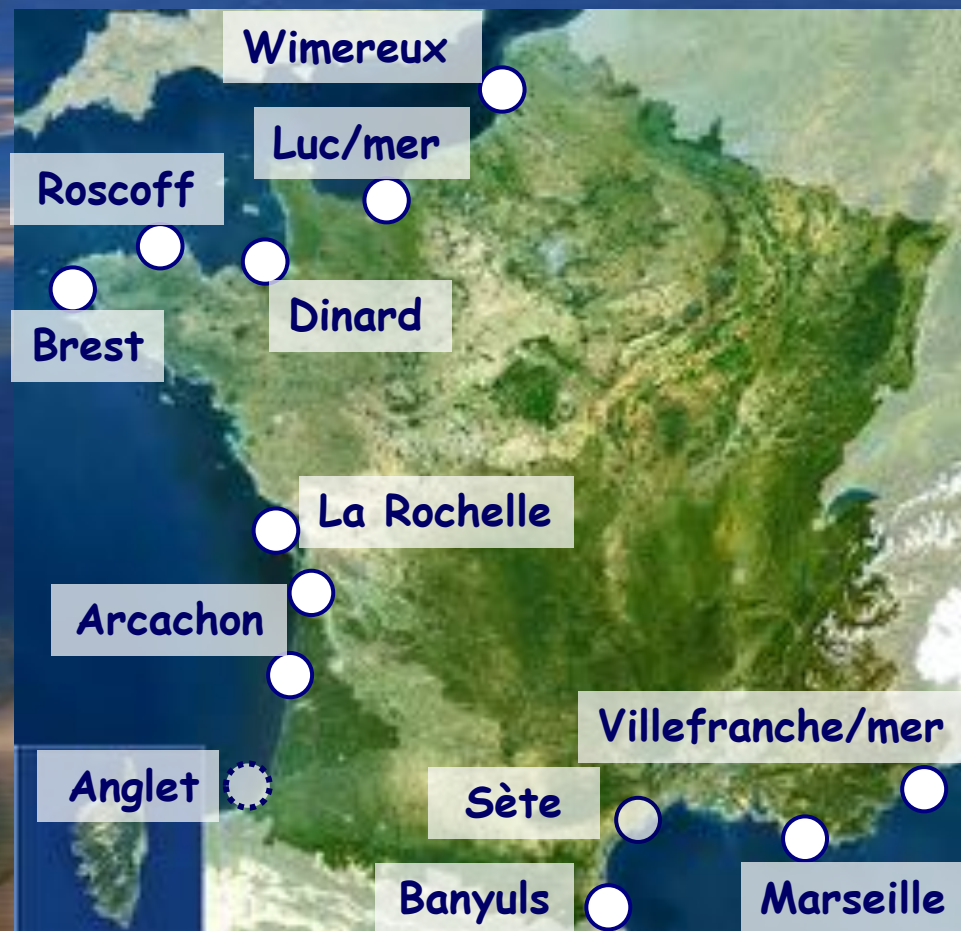 Wimereux
Luc/mer
Roscoff
Dinard
Brest
La Rochelle
Arcachon
Villefranche/mer
Anglet
Sète
Banyuls
Marseille